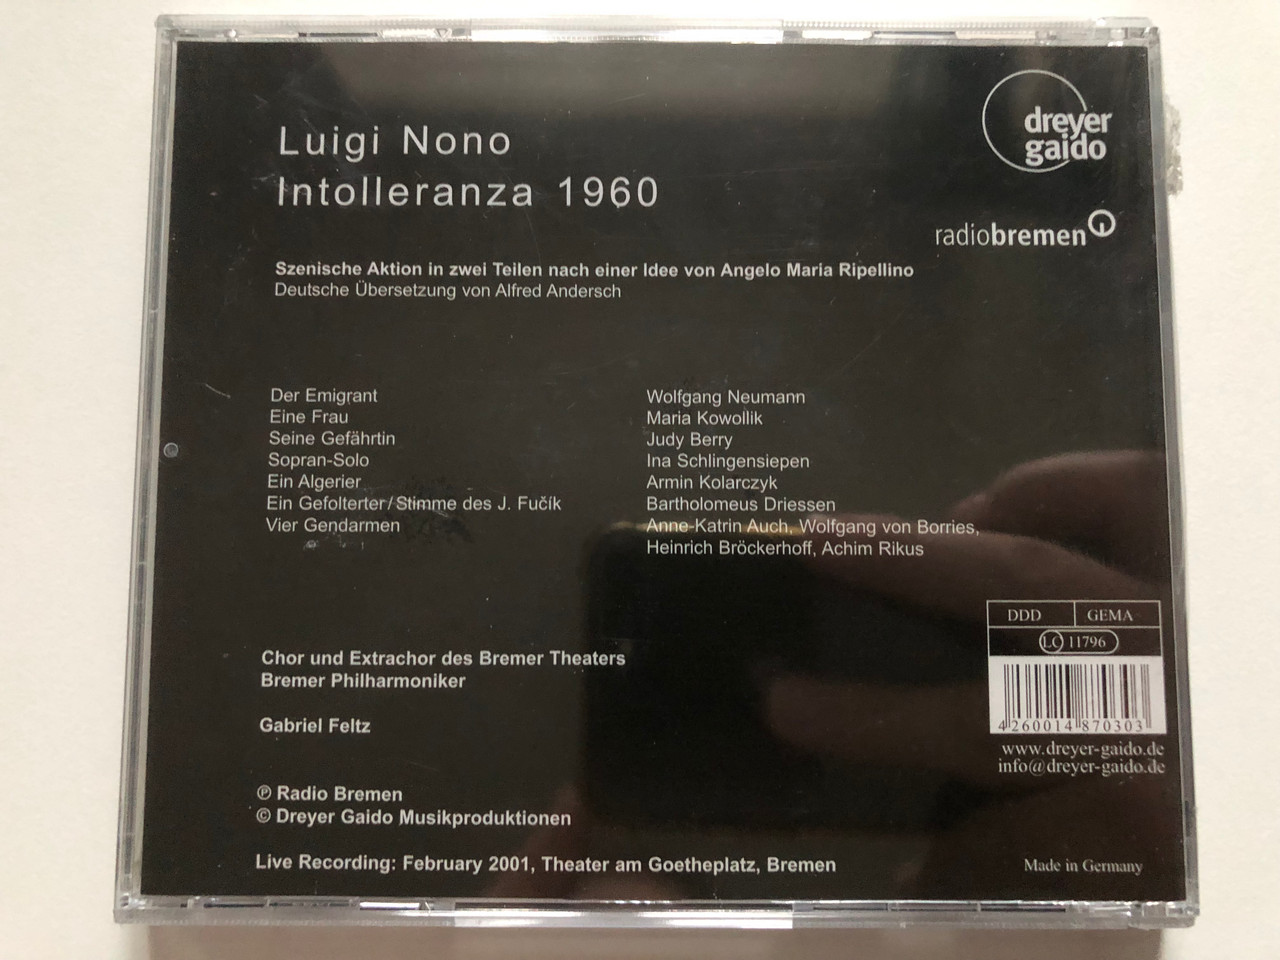 Luigi Nono
Intolleranza 1960
dreyer
gaido
radiobremen
Szenische Aktion in zwei Teilen nach einer Idee von Angelo Maria Ripellino
Deutsche Übersetzung von Alfred Andersch
Der Emigrant Wolfgang Neumann
Eine Frau Maria Kowollik
Seine Gefährtin Judy Berry
Sopran-Solo Ina Schlingensiepen
Ein Algerier Armin Kolarczyk
Ein Gefolterter/Stimme des J. Fučík Bartholomeus Driessen
Vier Gendarmen Anne-Katrin Auch, Wolfgang von Borries,
Heinrich Bröckerhoff, Achim Rikus
Chor und Extrachor des Bremer Theaters
Bremer Philharmoniker
Gabriel Feltz
℗ Radio Bremen
© Dreyer Gaido Musikproduktionen
Live Recording: February 2001, Theater am Goetheplatz, Bremen
DDD GEMA
LC 11796
4 260014 870303
www.dreyer-gaido.de
info@dreyer-gaido.de
Made in Germany